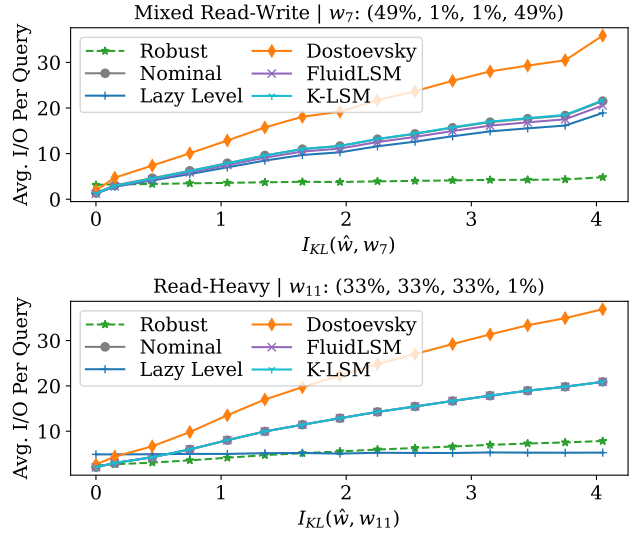 Mixed Read-Write | w7: (49%, 1%, 1%, 49%)
Avg. I/O Per Query
30
20
10
0
Robust
Nominal
Lazy Level
Dostoevsky
FluidLSM
K-LSM
0 1 2 3 4
I_KL(ŵ, w7)
Read-Heavy | w11: (33%, 33%, 33%, 1%)
Avg. I/O Per Query
30
20
10
Robust
Nominal
Lazy Level
Dostoevsky
FluidLSM
K-LSM
0 1 2 3 4
I_KL(ŵ, w11)